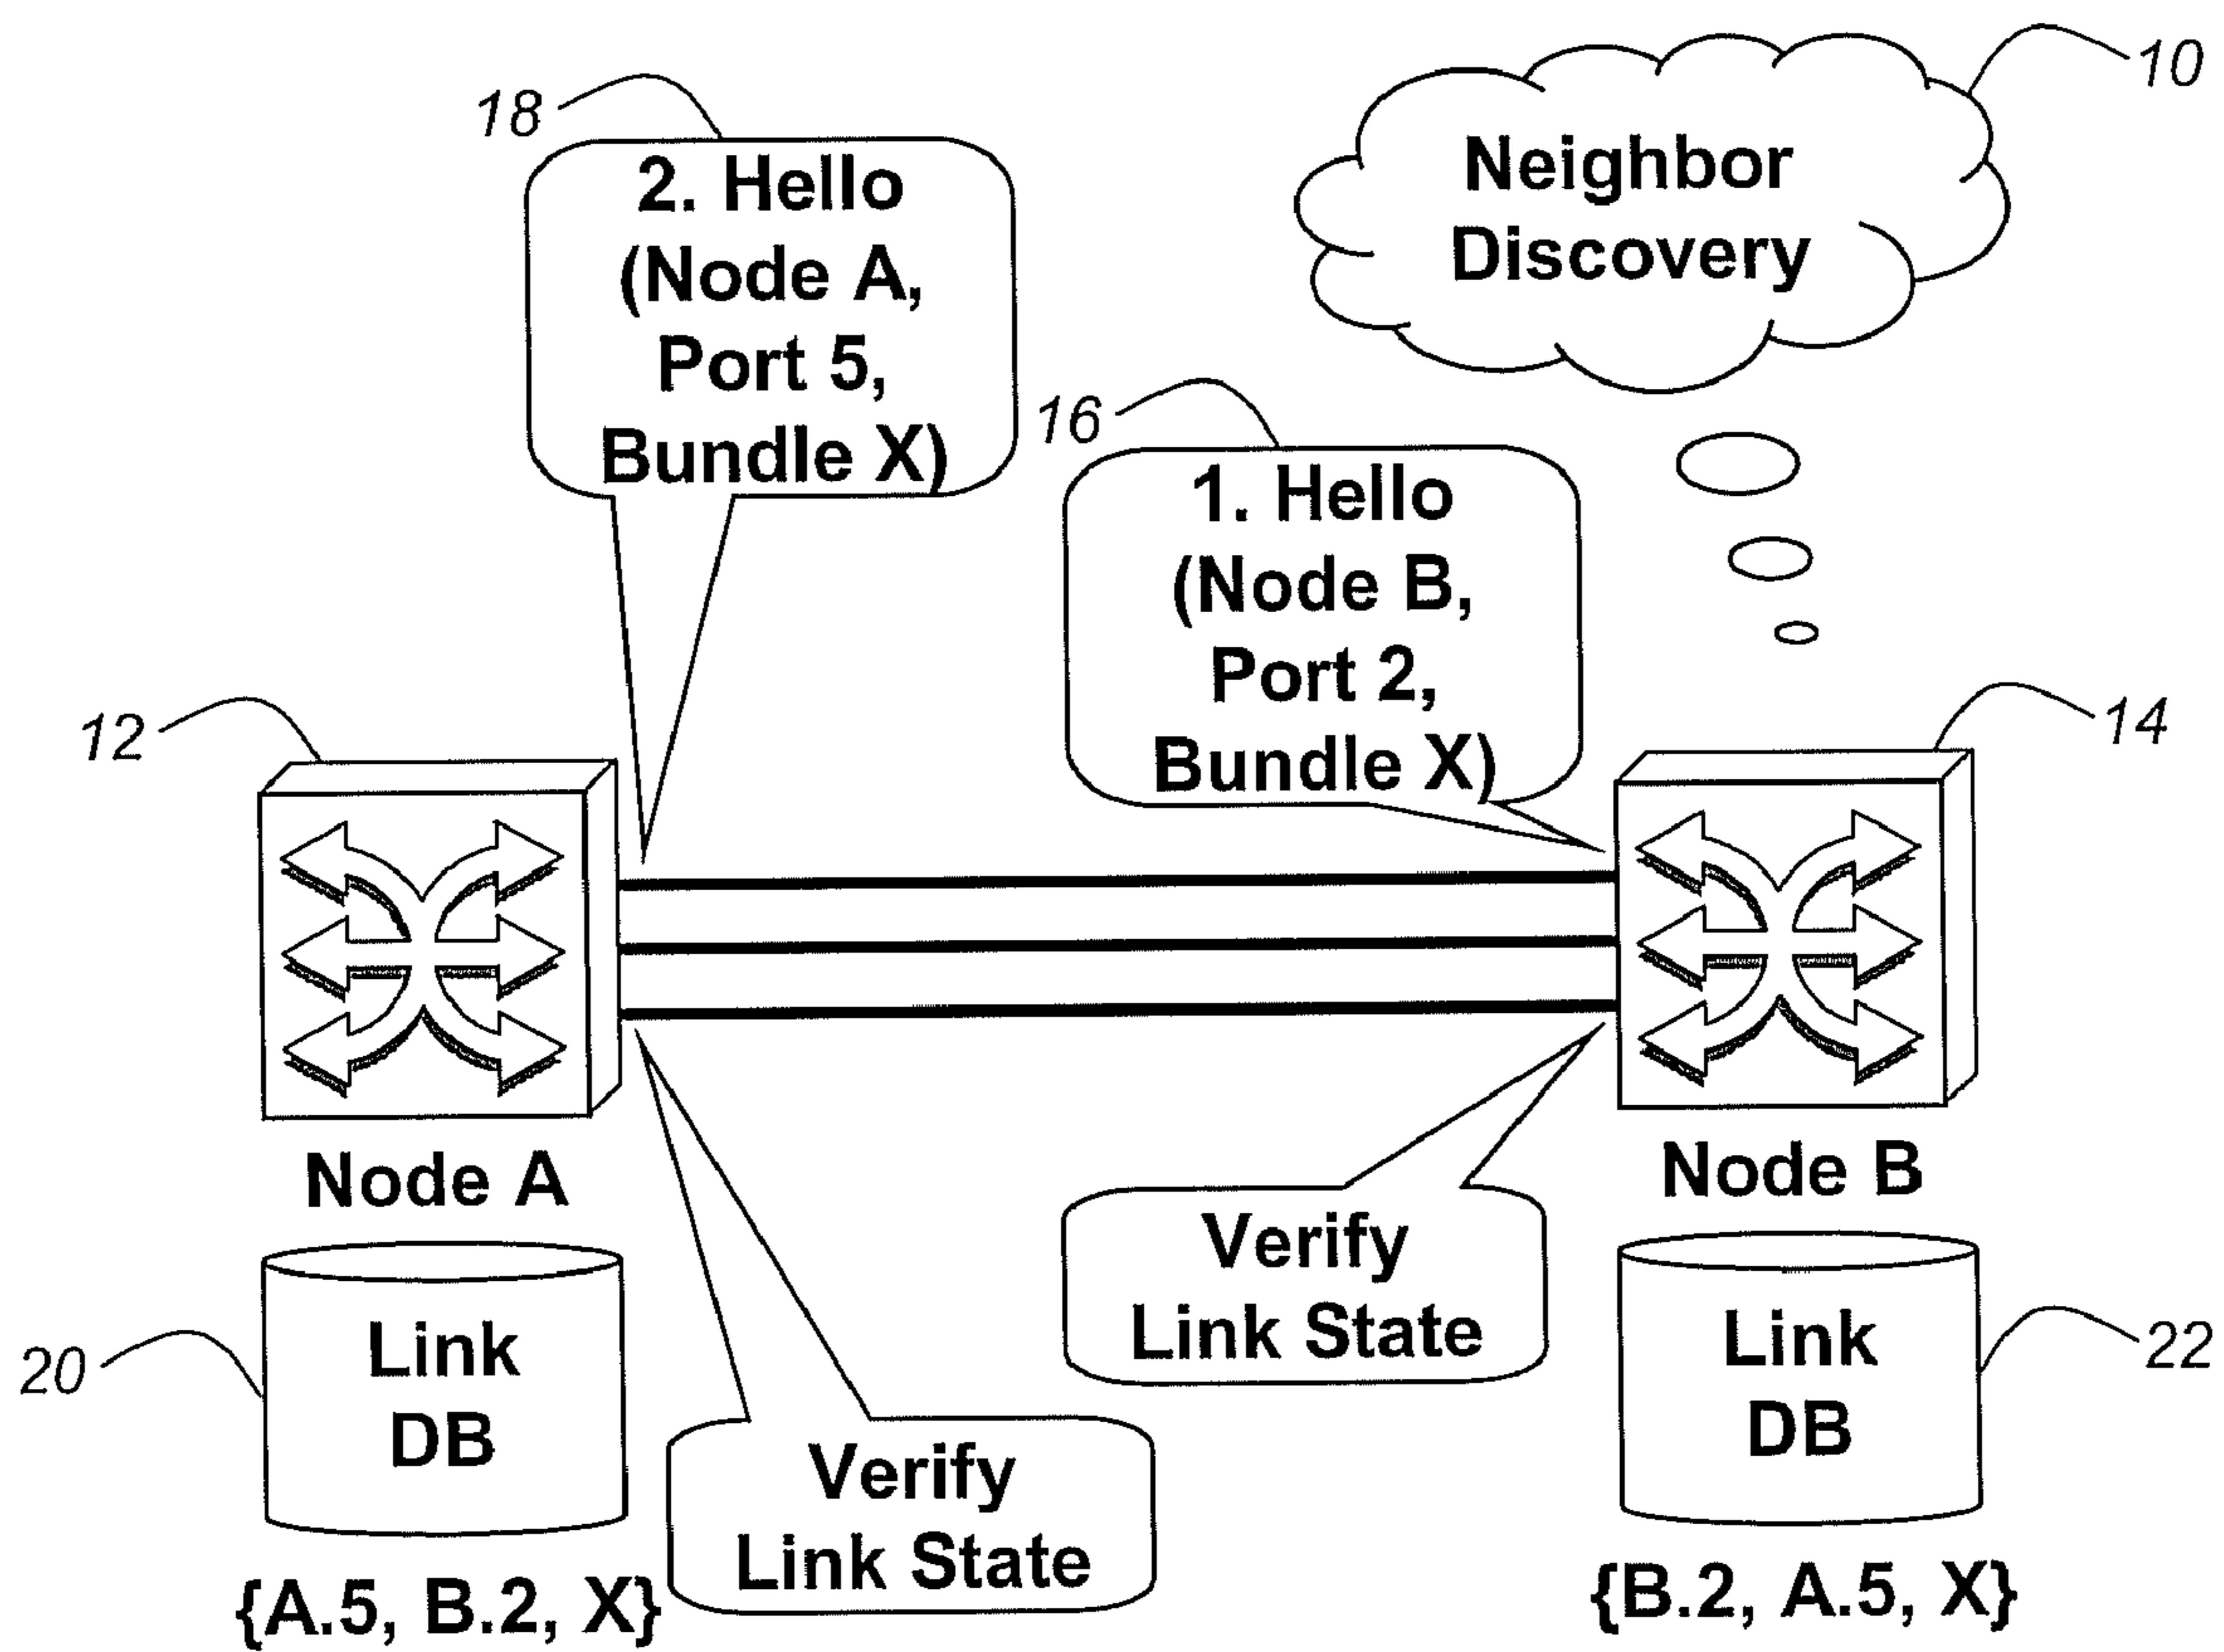 10
Neighbor
Discovery
18
2. Hello
(Node A,
Port 5,
Bundle X)
16
1. Hello
(Node B,
Port 2,
Bundle X)
12
14
Node A
Node B
Verify
Link State
20
Link
DB
22
Link
DB
Verify
Link State
{A.5, B.2, X}
{B.2, A.5, X}